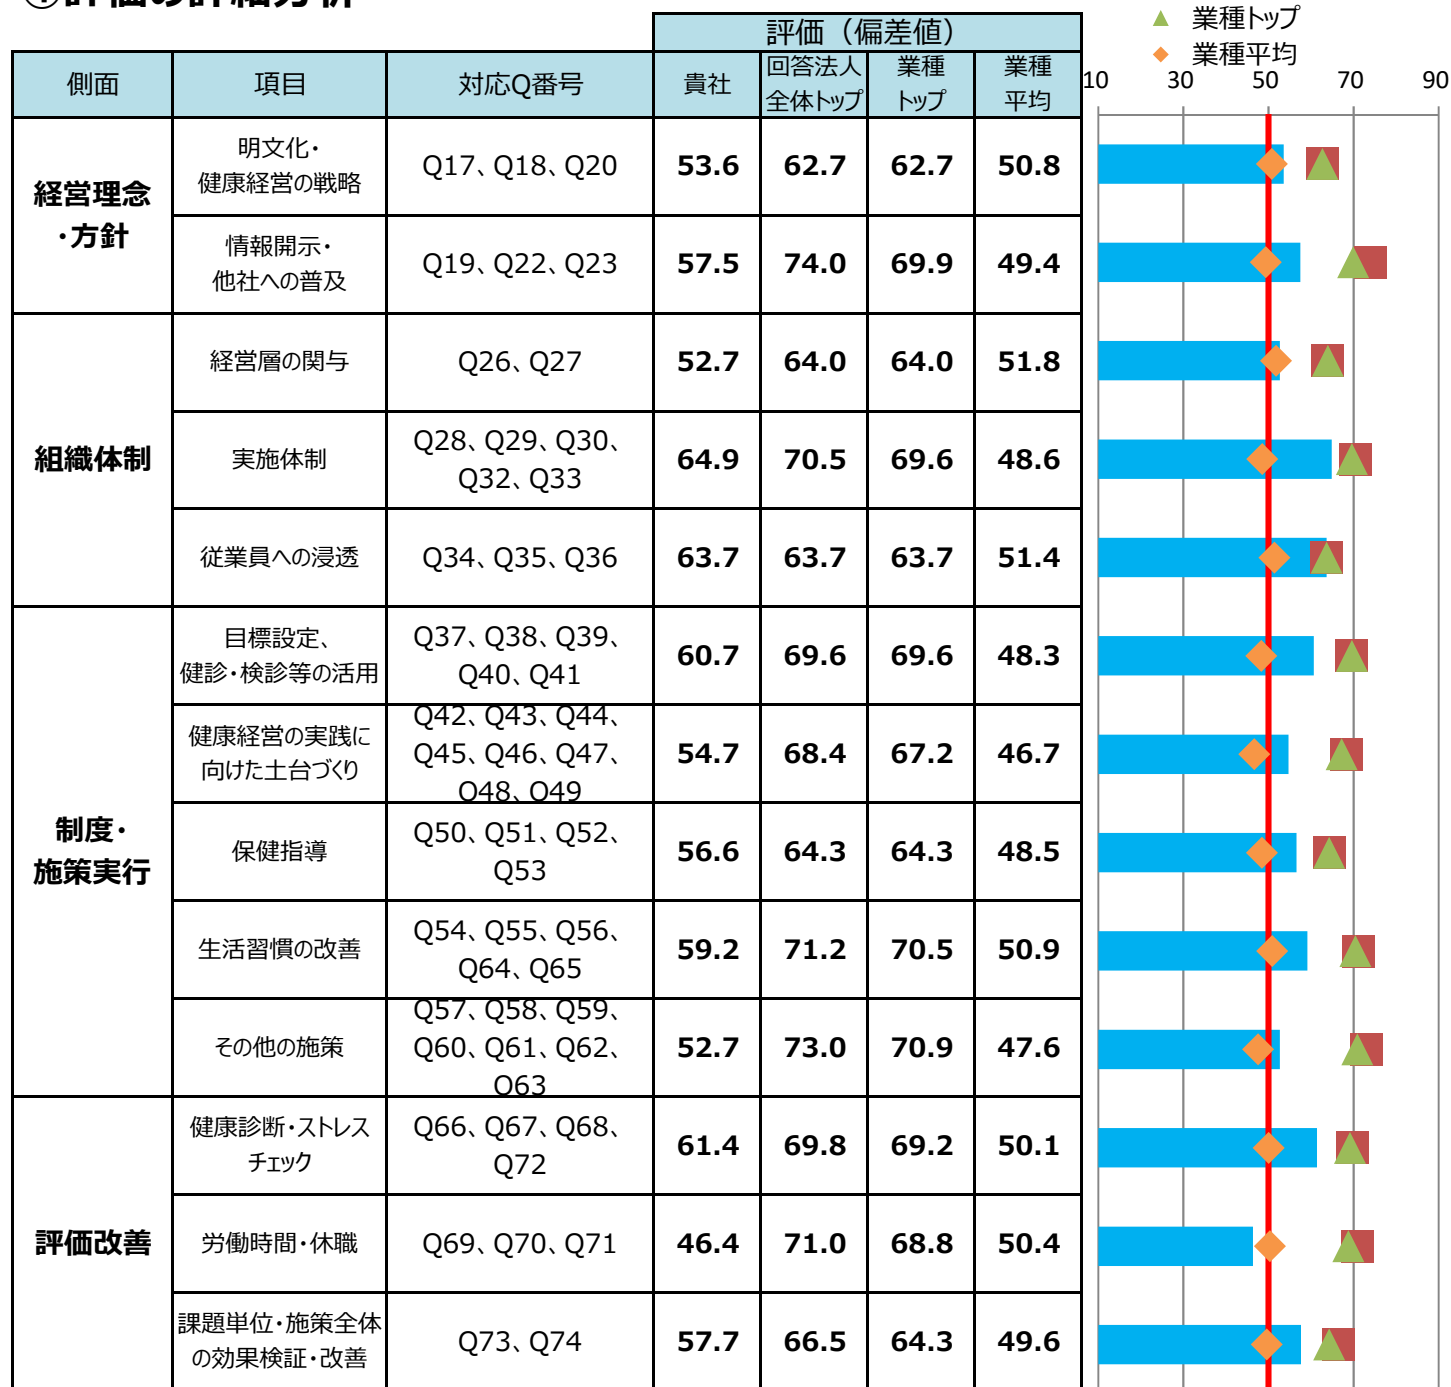 ①評価の詳細分析
▲ 業種トップ
◆ 業種平均
評価（偏差値）
側面 項目 対応Q番号 貴社 回答法人 業種 業種
全体トップ トップ 平均
10 30 50 70 90
経営理念
・方針
明文化・
健康経営の戦略
Q17、Q18、Q20 53.6 62.7 62.7 50.8
情報開示・
他社への普及
Q19、Q22、Q23 57.5 74.0 69.9 49.4
組織体制
経営層の関与 Q26、Q27 52.7 64.0 64.0 51.8
実施体制
Q28、Q29、Q30、
Q32、Q33
64.9 70.5 69.6 48.6
従業員への浸透 Q34、Q35、Q36 63.7 63.7 63.7 51.4
制度・
施策実行
目標設定、
健診・検診等の活用
Q37、Q38、Q39、
Q40、Q41
60.7 69.6 69.6 48.3
健康経営の実践に
向けた土台づくり
Q42、Q43、Q44、
Q45、Q46、Q47、
Q48、Q49
54.7 68.4 67.2 46.7
保健指導
Q50、Q51、Q52、
Q53
56.6 64.3 64.3 48.5
生活習慣の改善
Q54、Q55、Q56、
Q64、Q65
59.2 71.2 70.5 50.9
その他の施策
Q57、Q58、Q59、
Q60、Q61、Q62、
Q63
52.7 73.0 70.9 47.6
評価改善
健康診断・ストレス
チェック
Q66、Q67、Q68、
Q72
61.4 69.8 69.2 50.1
労働時間・休職 Q69、Q70、Q71 46.4 71.0 68.8 50.4
課題単位・施策全体
の効果検証・改善
Q73、Q74 57.7 66.5 64.3 49.6